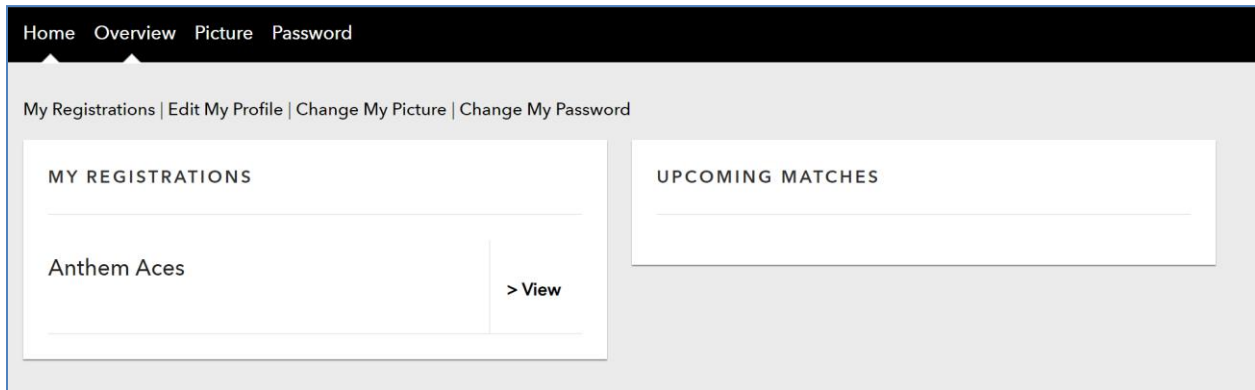 Home Overview Picture Password
My Registrations | Edit My Profile | Change My Picture | Change My Password
MY REGISTRATIONS
Anthem Aces
> View
UPCOMING MATCHES